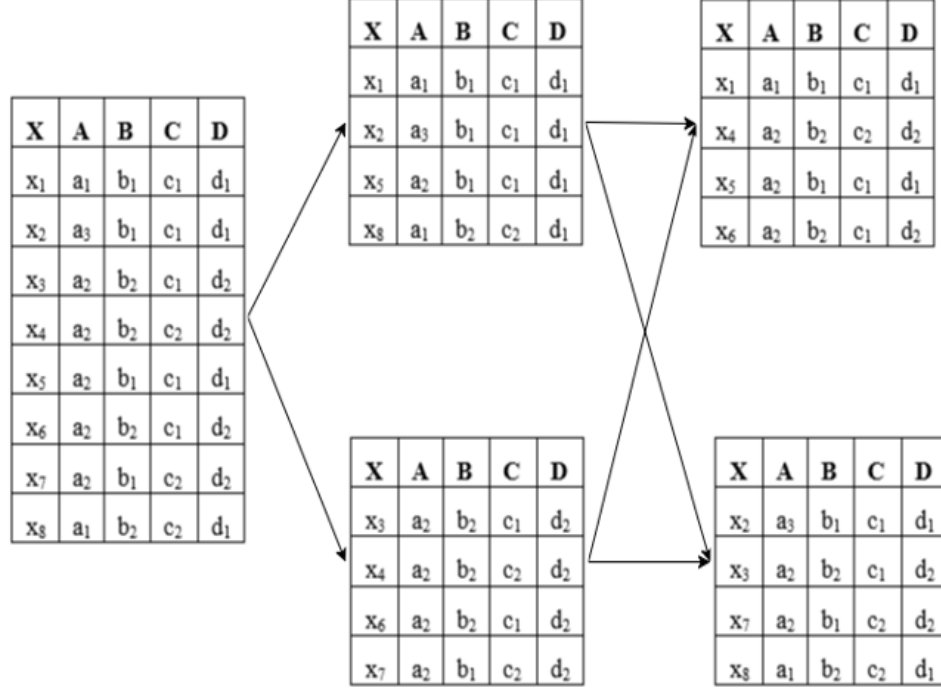 X A B C D
x₁ a₁ b₁ c₁ d₁
x₂ a₃ b₁ c₁ d₁
x₃ a₂ b₂ c₁ d₂
x₄ a₂ b₂ c₂ d₂
x₅ a₂ b₁ c₁ d₁
x₆ a₂ b₂ c₁ d₂
x₇ a₂ b₁ c₂ d₂
x₈ a₁ b₂ c₂ d₁
X A B C D
x₁ a₁ b₁ c₁ d₁
x₂ a₃ b₁ c₁ d₁
x₅ a₂ b₁ c₁ d₁
x₈ a₁ b₂ c₂ d₁
X A B C D
x₃ a₂ b₂ c₁ d₂
x₄ a₂ b₂ c₂ d₂
x₆ a₂ b₂ c₁ d₂
x₇ a₂ b₁ c₂ d₂
X A B C D
x₁ a₁ b₁ c₁ d₁
x₄ a₂ b₂ c₂ d₂
x₅ a₂ b₁ c₁ d₁
x₆ a₂ b₂ c₁ d₂
X A B C D
x₂ a₃ b₁ c₁ d₁
x₃ a₂ b₂ c₁ d₂
x₇ a₂ b₁ c₂ d₂
x₈ a₁ b₂ c₂ d₁